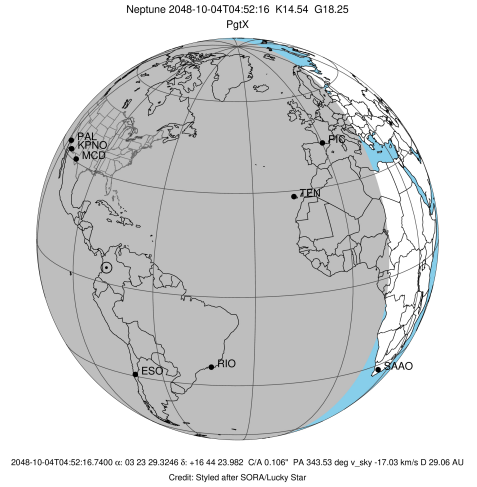 Neptune 2048-10-04T04:52:16 K14.54 G18.25
PgtX
PAL
KPNO
MCD
PIC
TEN
ESO
RIO
SAAO
2048-10-04T04:52:16.7400 α: 03 23 29.3246 δ: +16 44 23.982 C/A 0.106" PA 343.53 deg v_sky -17.03 km/s D 29.06 AU
Credit: Styled after SORA/Lucky Star